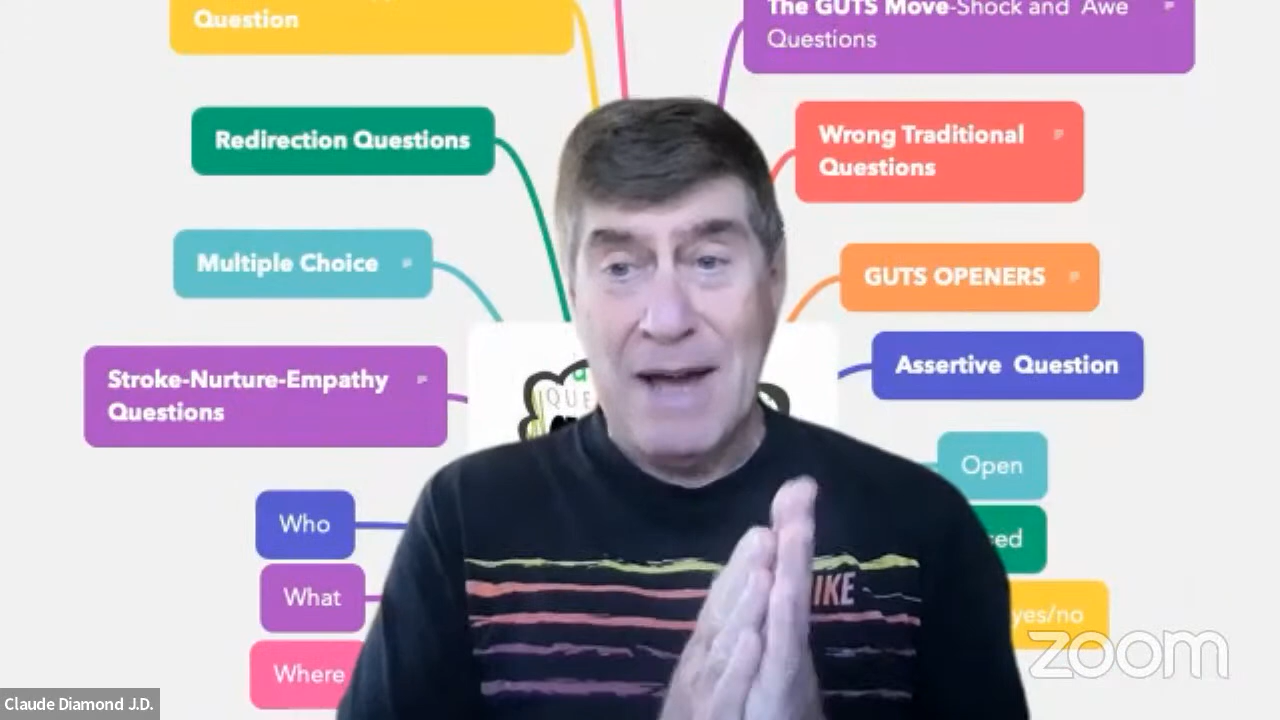 Question
The GUTS Move-Shock and Awe
Questions
Redirection Questions
Wrong Traditional
Questions
Multiple Choice
GUTS OPENERS
Stroke-Nurture-Empathy
Questions
Assertive Question
Open
Who
What
yes/no
Where
zoom
Claude Diamond J.D.